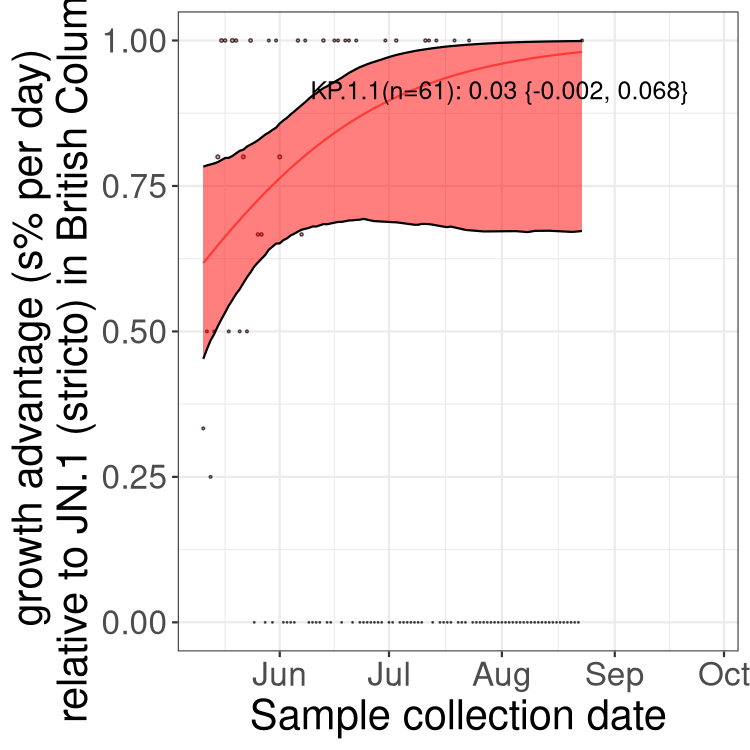 growth advantage (s% per day)
relative to JN.1 (stricto) in British Colum
1.00
0.75
0.50
0.25
0.00
KP.1.1(n=61): 0.03 {-0.002, 0.068}
Jun Jul Aug Sep Oct
Sample collection date